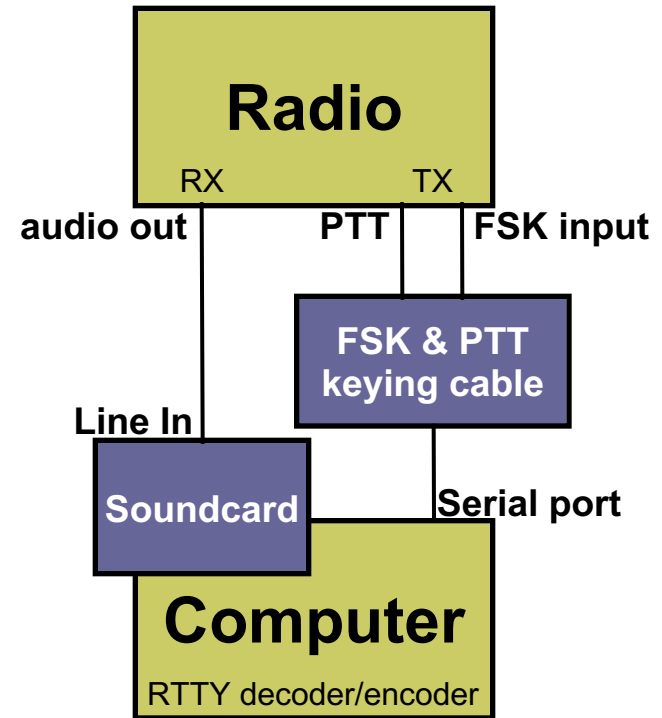 Radio
RX TX
audio out PTT FSK input
FSK & PTT
keying cable
Line In
Soundcard
Serial port
Computer
RTTY decoder/encoder